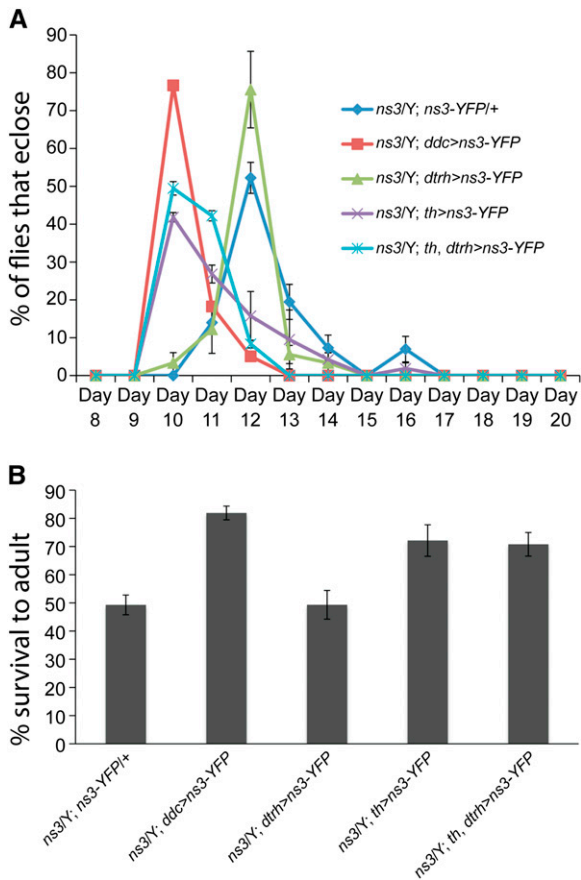 A
% of flies that eclose
90
80
70
60
50
40
30
20
10
0
ns3/Y; ns3-YFP/+
ns3/Y; ddc>ns3-YFP
ns3/Y; dtrh>ns3-YFP
ns3/Y; th>ns3-YFP
ns3/Y; th, dtrh>ns3-YFP
Day Day Day Day Day Day Day Day Day Day Day Day Day
8 9 10 11 12 13 14 15 16 17 18 19 20
B
% survival to adult
90
80
70
60
50
40
30
20
10
0
ns3/Y; ns3-YFP/+
ns3/Y; ddc>ns3-YFP
ns3/Y; dtrh>ns3-YFP
ns3/Y; th>ns3-YFP
ns3/Y; th, dtrh>ns3-YFP